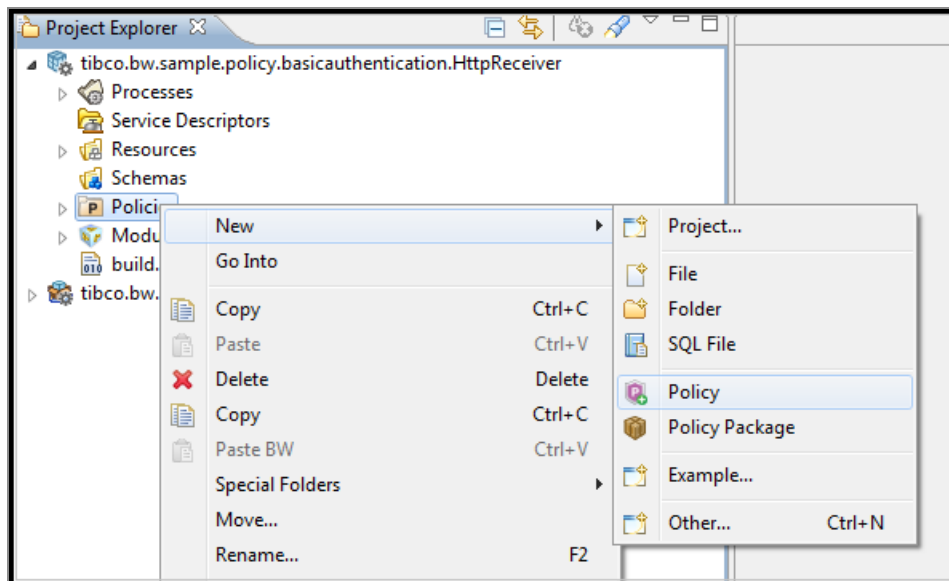 Project Explorer
tibco.bw.sample.policy.basicauthentication.HttpReceiver
Processes
Service Descriptors
Resources
Schemas
Polici
Modu
build.
tibco.bw.
New
Go Into
Copy Ctrl+C
Paste Ctrl+V
Delete Delete
Copy Ctrl+C
Paste BW Ctrl+V
Special Folders
Move...
Rename... F2
Project...
File
Folder
SQL File
Policy
Policy Package
Example...
Other... Ctrl+N